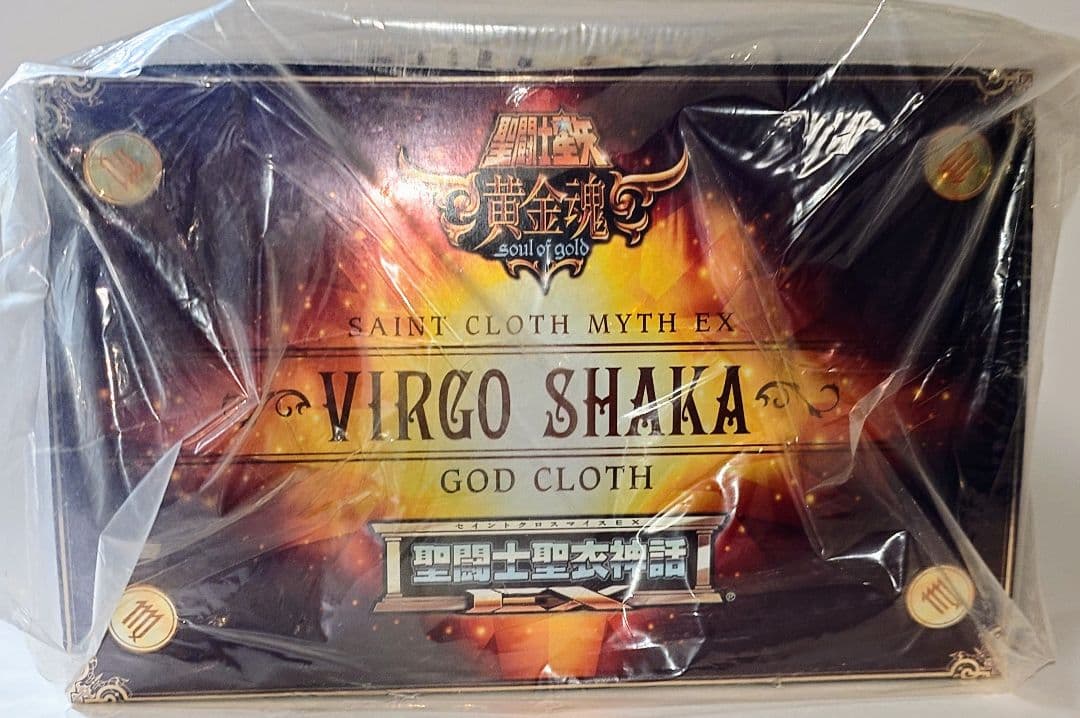 聖闘士星矢
黄金魂
soul of gold
SAINT CLOTH MYTH EX
VIRGO SHAKA
GOD CLOTH
セイントクロスマイスEX
聖闘士聖衣神話
EX
®